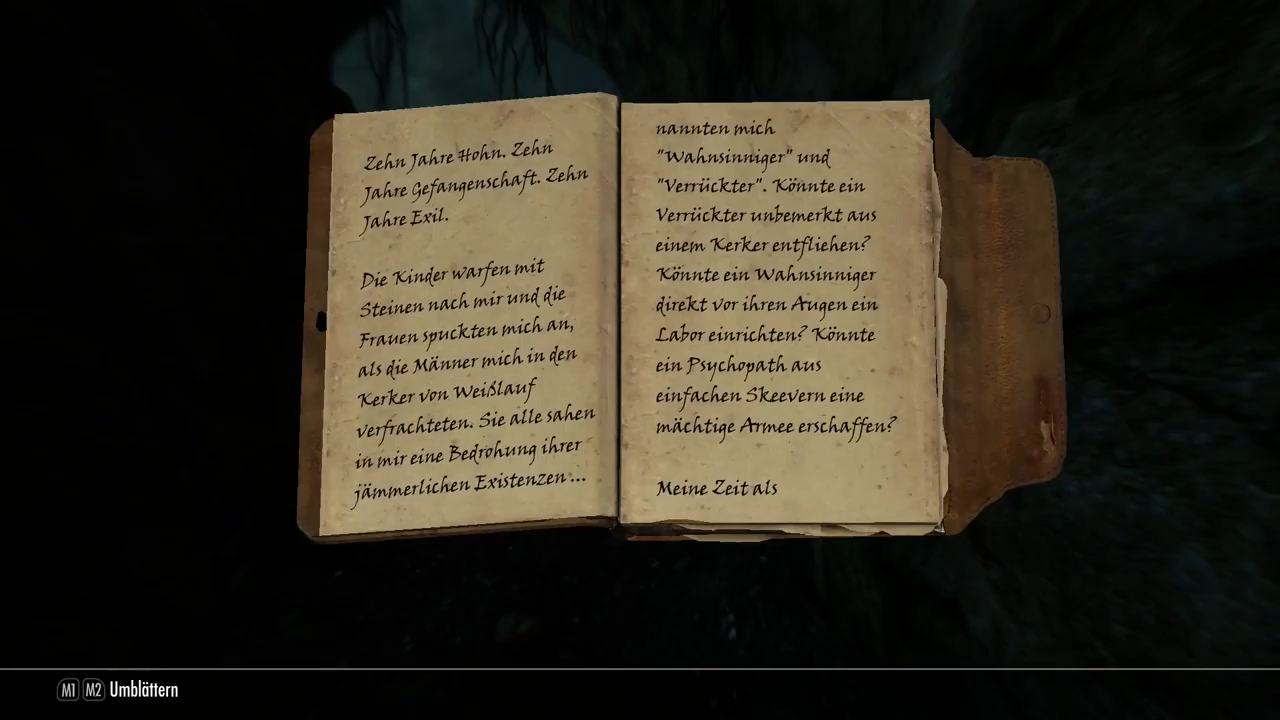 Zehn Jahre Hohn. Zehn
Jahre Gefangenschaft. Zehn
Jahre Exil.
Die Kinder warfen mit
Steinen nach mir und die
Frauen spuckten mich an,
als die Männer mich in den
Kerker von Weißlauf
verfrachteten. Sie alle sahen
in mir eine Bedrohung ihrer
jämmerlichen Existenzen ...
nannten mich
"Wahnsinniger" und
"Verrückter". Könnte ein
Verrückter unbemerkt aus
einem Kerker entfliehen?
Könnte ein Wahnsinniger
direkt vor ihren Augen ein
Labor einrichten? Könnte
ein Psychopath aus
einfachen Skeevern eine
mächtige Armee erschaffen?
Meine Zeit als
M1 M2 Umblättern